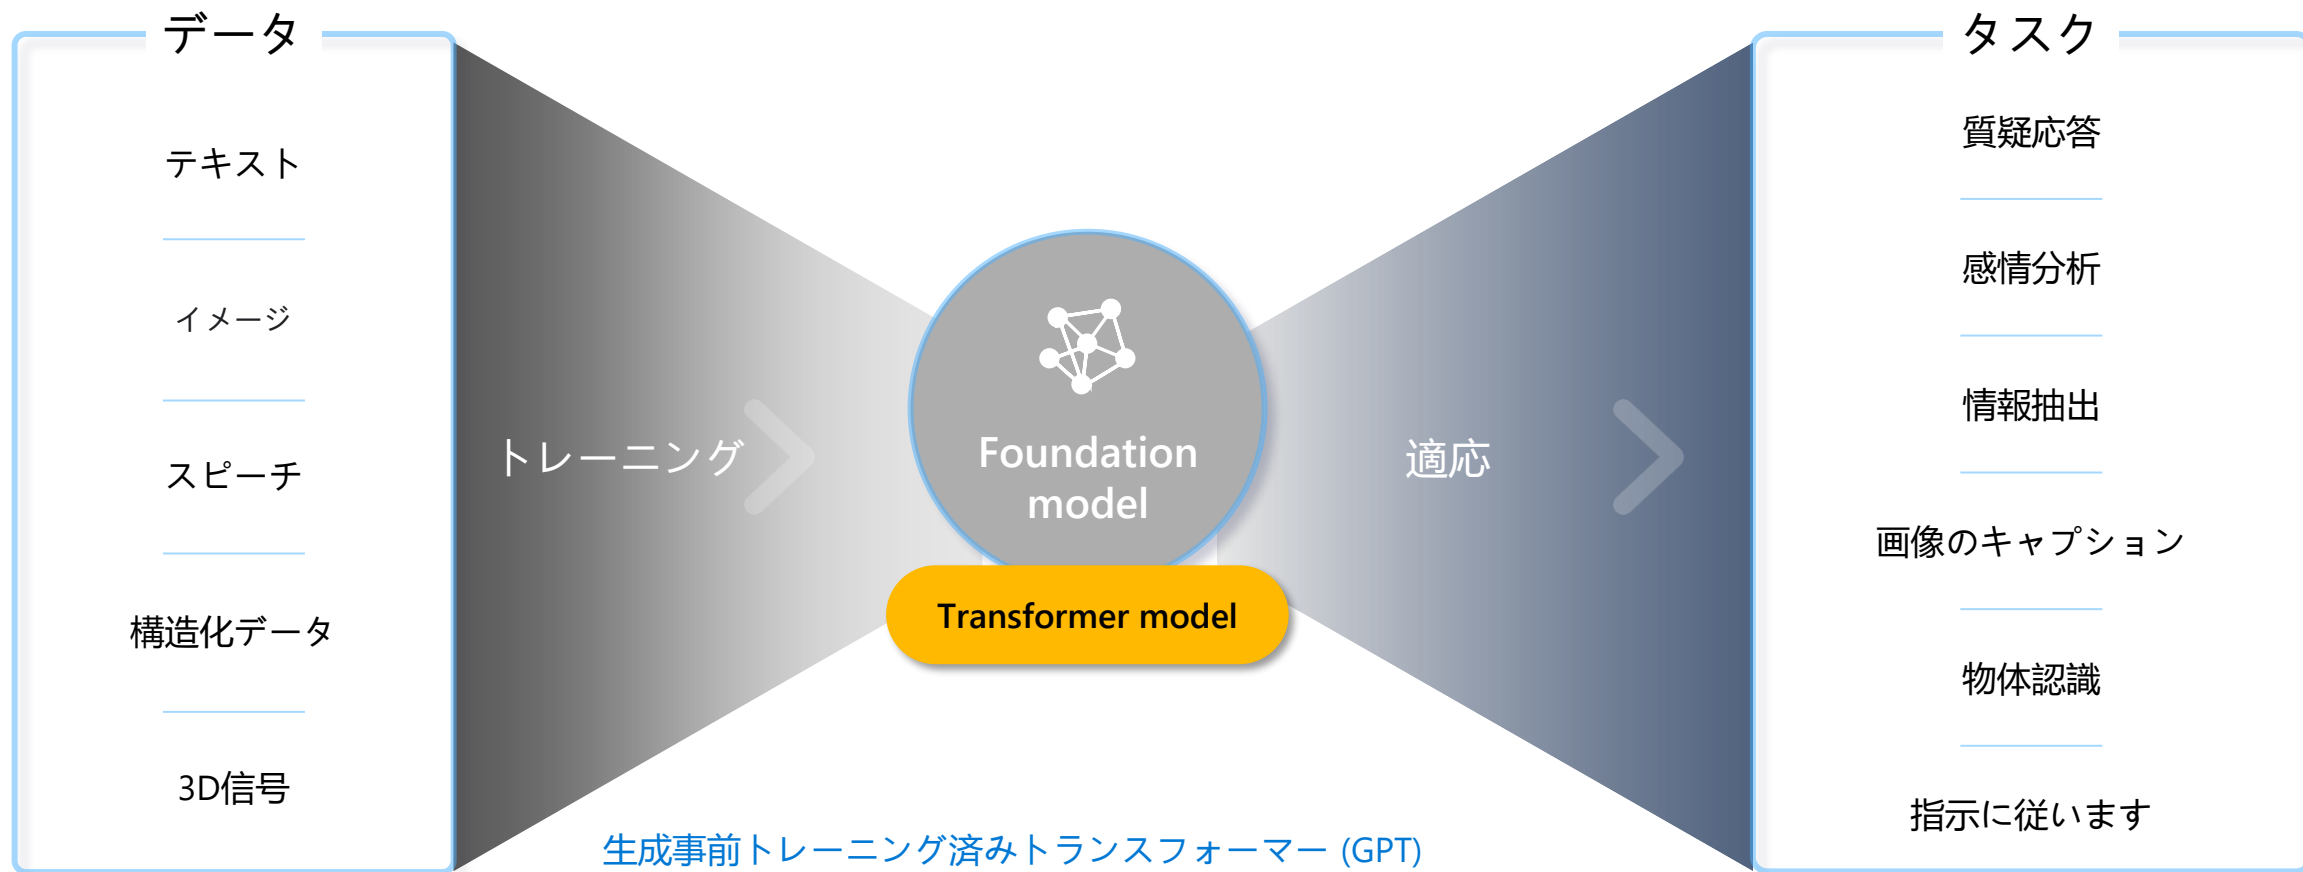 データ
テキスト
イメージ
スピーチ
構造化データ
3D信号
トレーニング
Foundation
model
Transformer model
生成事前トレーニング済みトランスフォーマー (GPT)
適応
タスク
質疑応答
感情分析
情報抽出
画像のキャプション
物体認識
指示に従います